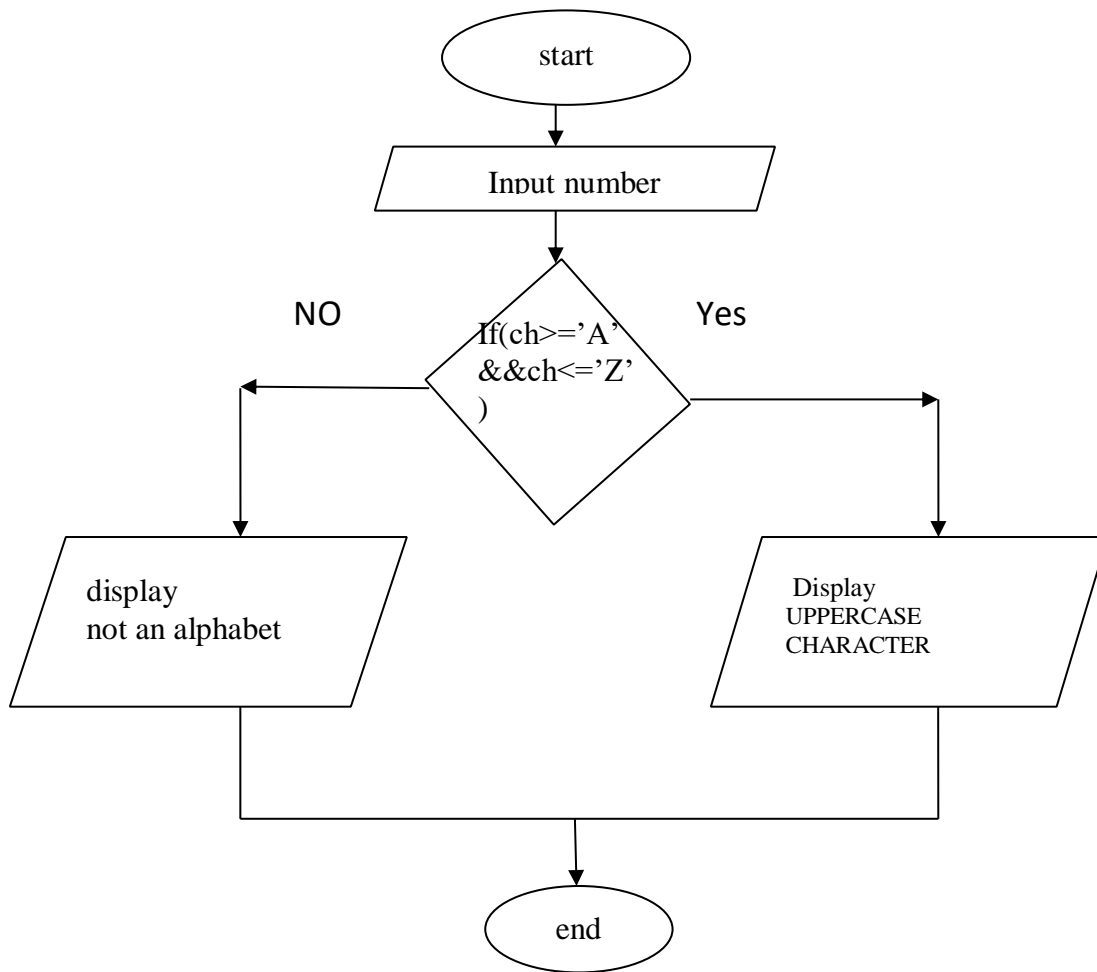 start
Input number
NO
Yes
If(ch>=’A’
&&ch<=’Z’
)
display
not an alphabet
Display
UPPERCASE
CHARACTER
end